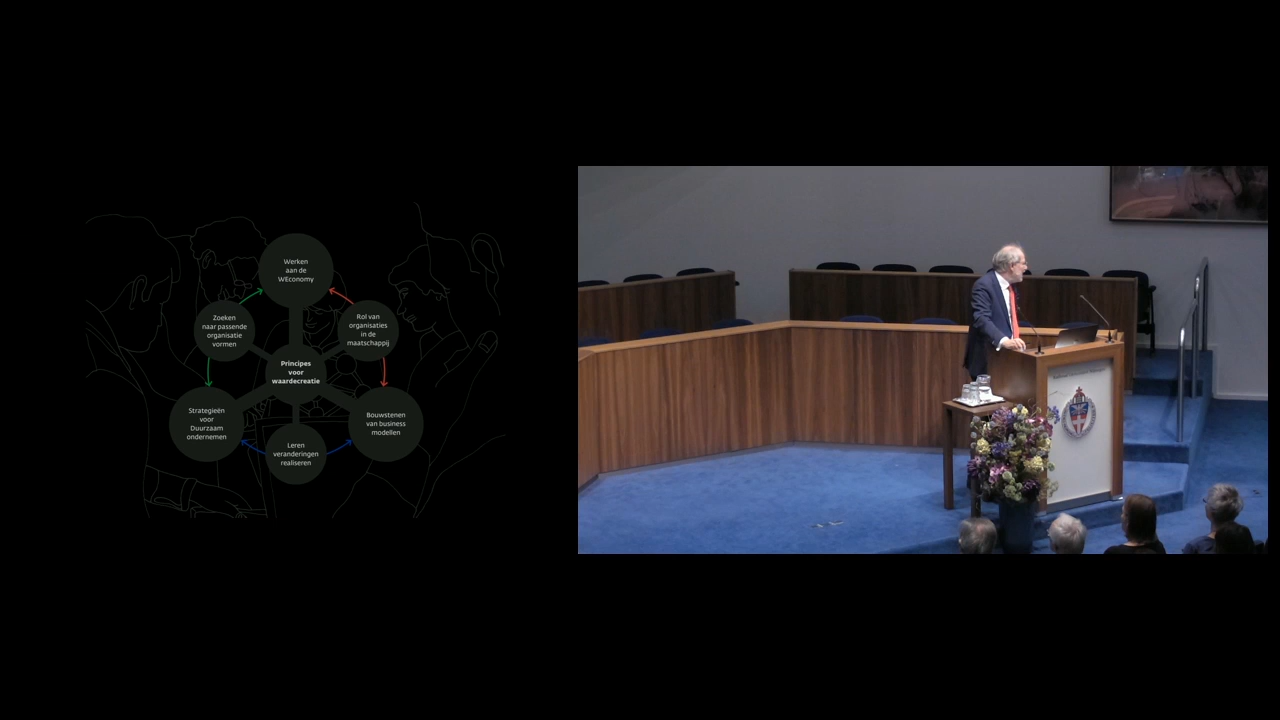 Werken
aan de
WEconomy
Zoeken
naar passende
organisatie
vormen
Rol van
organisaties
in de
maatschappij
Principes
voor
waardecreatie
Strategieën
voor
Duurzaam
ondernemen
Bouwstenen
van business
modellen
Leren
veranderingen
realiseren